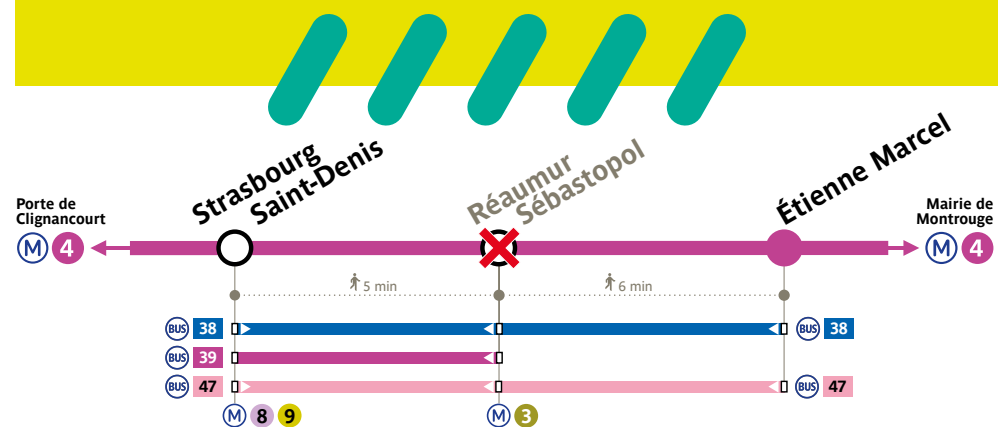 Strasbourg
Saint-Denis
Réaumur
Sébastopol
Étienne Marcel
Porte de
Clignancourt
M 4
Mairie de
Montrouge
M 4
5 min
6 min
BUS 38
BUS 38
BUS 39
BUS 47
BUS 47
M 8 9
M 3